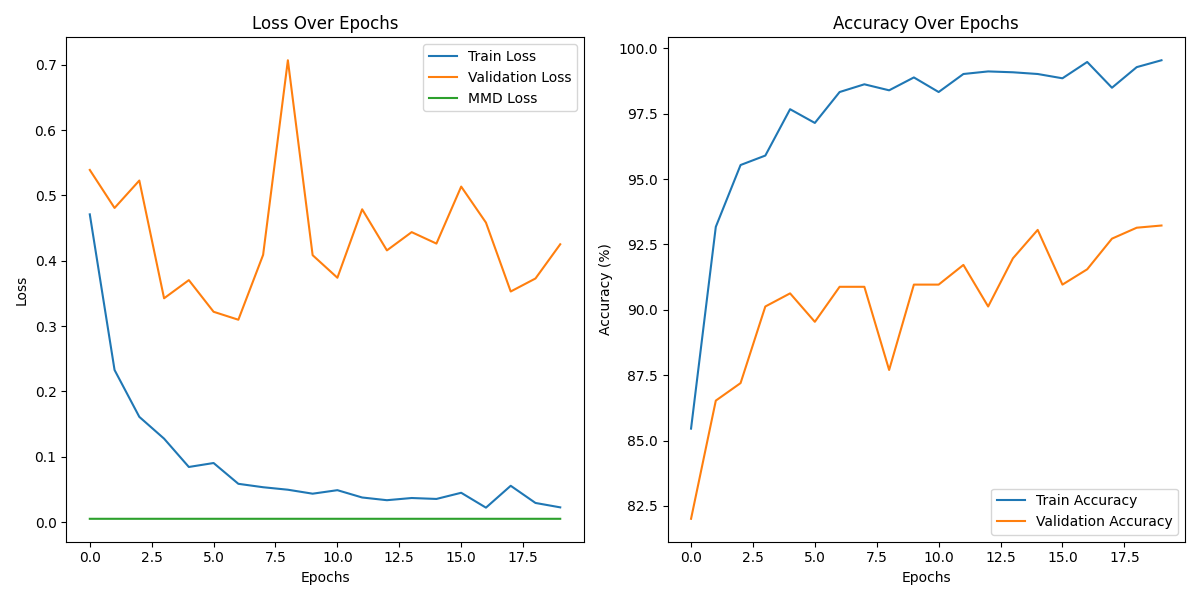 Loss Over Epochs
Train Loss
Validation Loss
MMD Loss
Loss
0.7
0.6
0.5
0.4
0.3
0.2
0.1
0.0
0.0 2.5 5.0 7.5 10.0 12.5 15.0 17.5
Epochs
Accuracy Over Epochs
Accuracy (%)
100.0
97.5
95.0
92.5
90.0
87.5
85.0
82.5
Train Accuracy
Validation Accuracy
0.0 2.5 5.0 7.5 10.0 12.5 15.0 17.5
Epochs